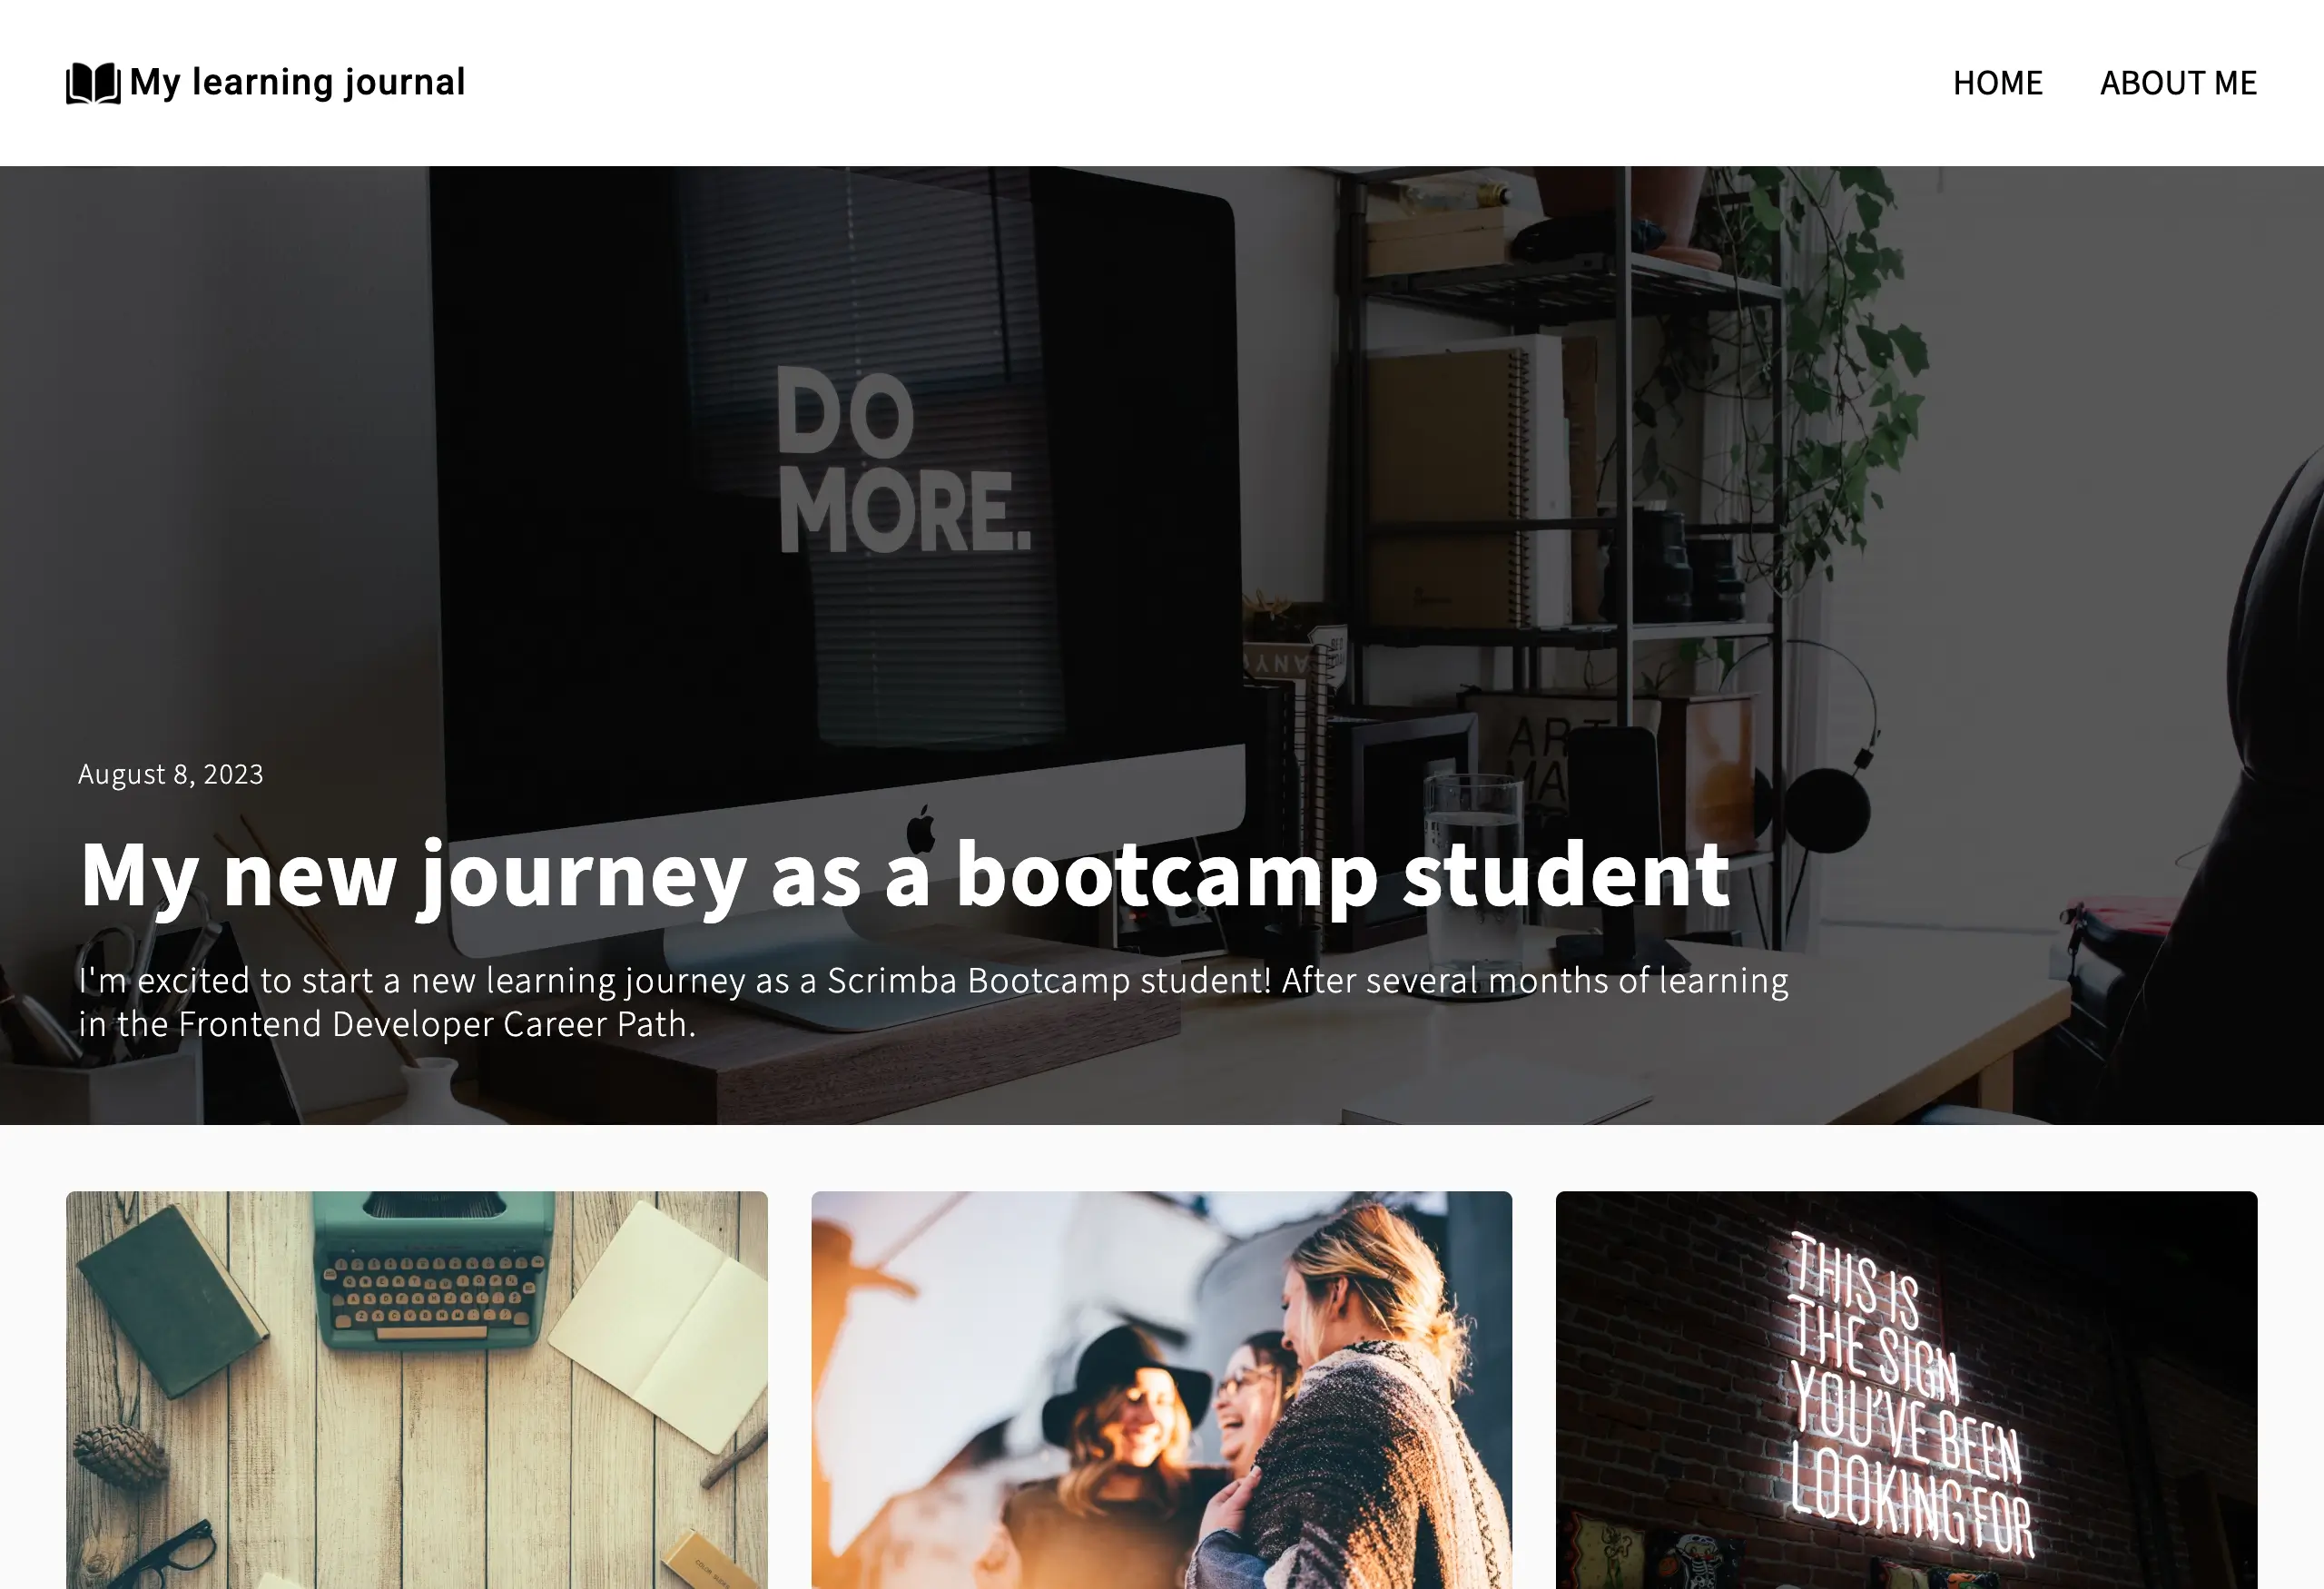 My learning journal
HOME
ABOUT ME
DO
MORE.
ART
MA
August 8, 2023
My new journey as a bootcamp student
I'm excited to start a new learning journey as a Scrimba Bootcamp student! After several months of learning
in the Frontend Developer Career Path.
THIS IS
THE SIGN
YOU'VE BEEN
LOOKING FOR